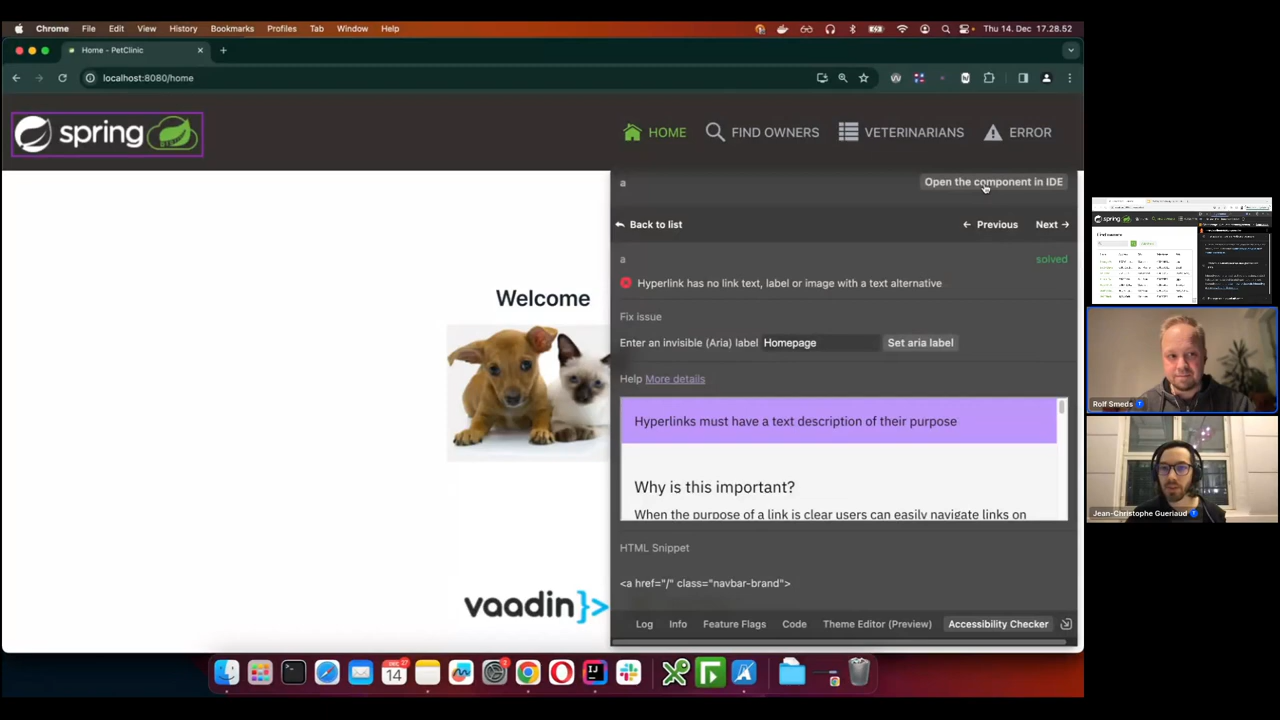 Chrome File Edit View History Bookmarks Profiles Tab Window Help Thu 14. Dec 17.28.52
Home - PetClinic
localhost:8080/home
spring
HOME FIND OWNERS VETERINARIANS ERROR
a Open the component in IDE
Back to list Previous Next
a solved
Hyperlink has no link text, label or image with a text alternative
Welcome
Fix issue
Enter an invisible (Aria) label Homepage Set aria label
Help More details
Hyperlinks must have a text description of their purpose
Why is this important?
When the purpose of a link is clear users can easily navigate links on
HTML Snippet
<a href="/" class="navbar-brand">
vaadin}>
Log Info Feature Flags Code Theme Editor (Preview) Accessibility Checker
Rolf Smeds
Jean-Christophe Gueriaud